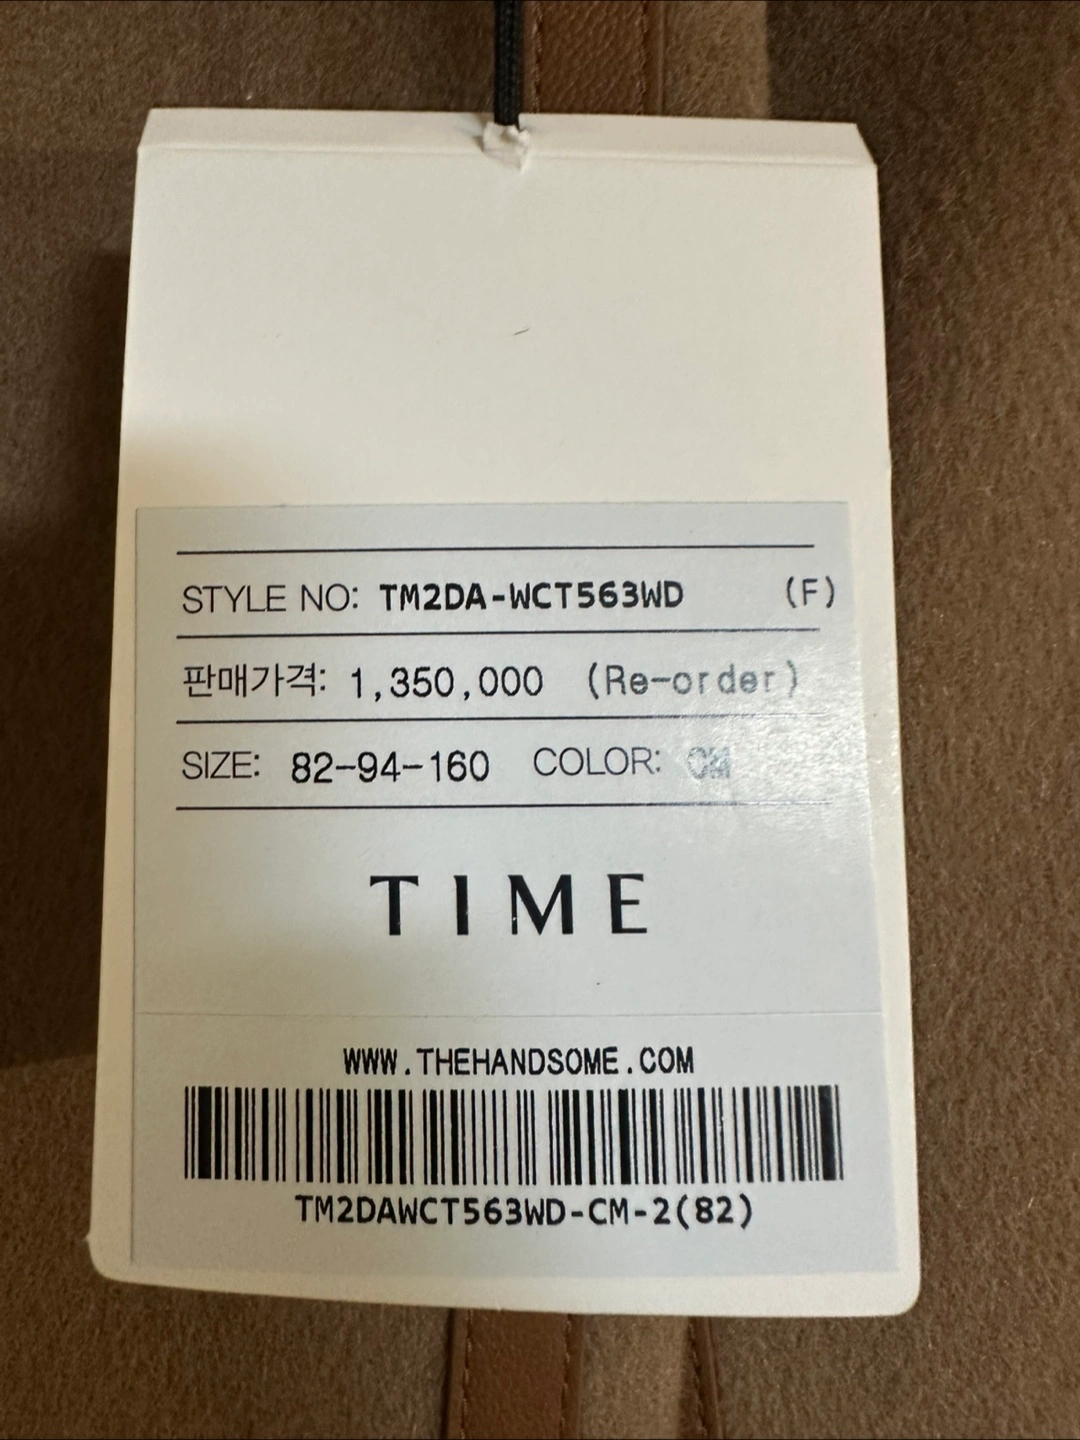 STYLE NO: TM2DA-WCT563WD (F)
판매가격: 1,350,000 (Re-order)
SIZE: 82-94-160 COLOR: CM
TIME
WWW.THEHANDSOME.COM
TM2DAWCT563WD-CM-2(82)